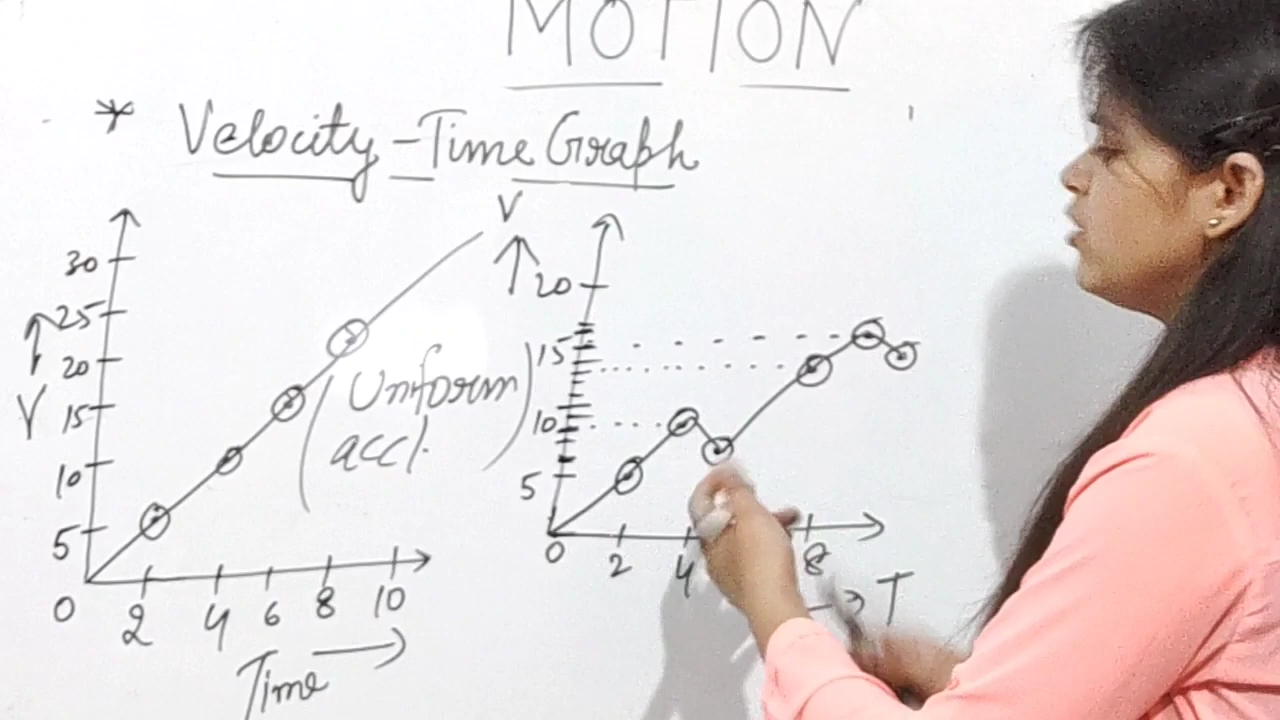 MOTION
* Velocity - Time Graph
30
25
20
15
10
5
0
V
2 4 6 8 10
Time
(Uniform
accl.)
V
20
15
10
5
0
2 4 8
T